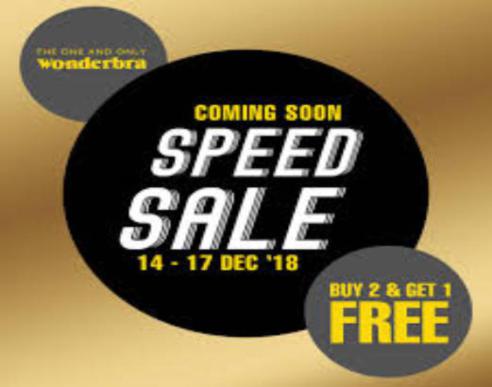 THE ONE AND ONLY
Wonderbra
COMING SOON
SPEED
SALE
14 - 17 DEC '18
BUY 2 & GET 1
FREE